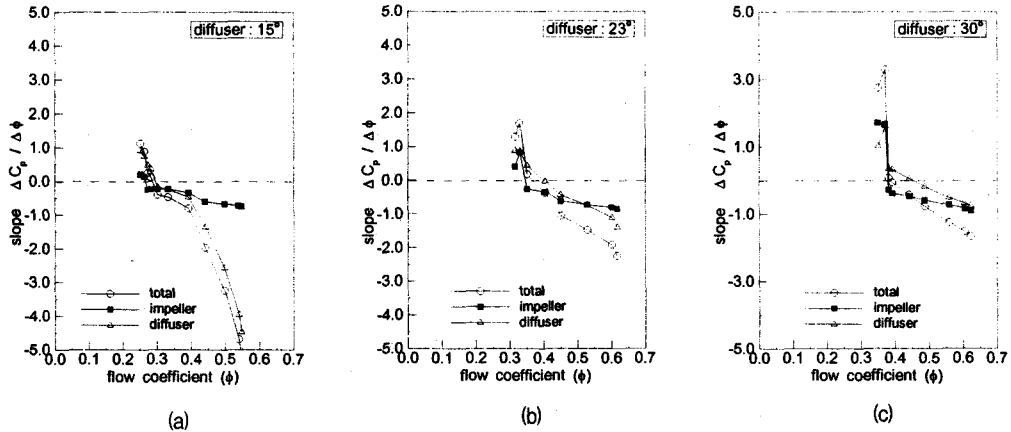 diffuser : 15°
5.0
4.0
3.0
2.0
1.0
0.0
-1.0
-2.0
-3.0
-4.0
-5.0
slope Δ Cp / Δ ϕ
total
impeller
diffuser
0.0 0.1 0.2 0.3 0.4 0.5 0.6 0.7
flow coefficient (ϕ)
(a)
diffuser : 23°
5.0
4.0
3.0
2.0
1.0
0.0
-1.0
-2.0
-3.0
-4.0
-5.0
slope Δ Cp / Δ ϕ
total
impeller
diffuser
0.0 0.1 0.2 0.3 0.4 0.5 0.6 0.7
flow coefficient (ϕ)
(b)
diffuser : 30°
5.0
3.0
1.0
-1.0
-3.0
-5.0
slope Δ Cp / Δ ϕ
total
impeller
diffuser
0.0 0.1 0.2 0.3 0.4 0.5 0.6 0.7
flow coefficient (ϕ)
(c)